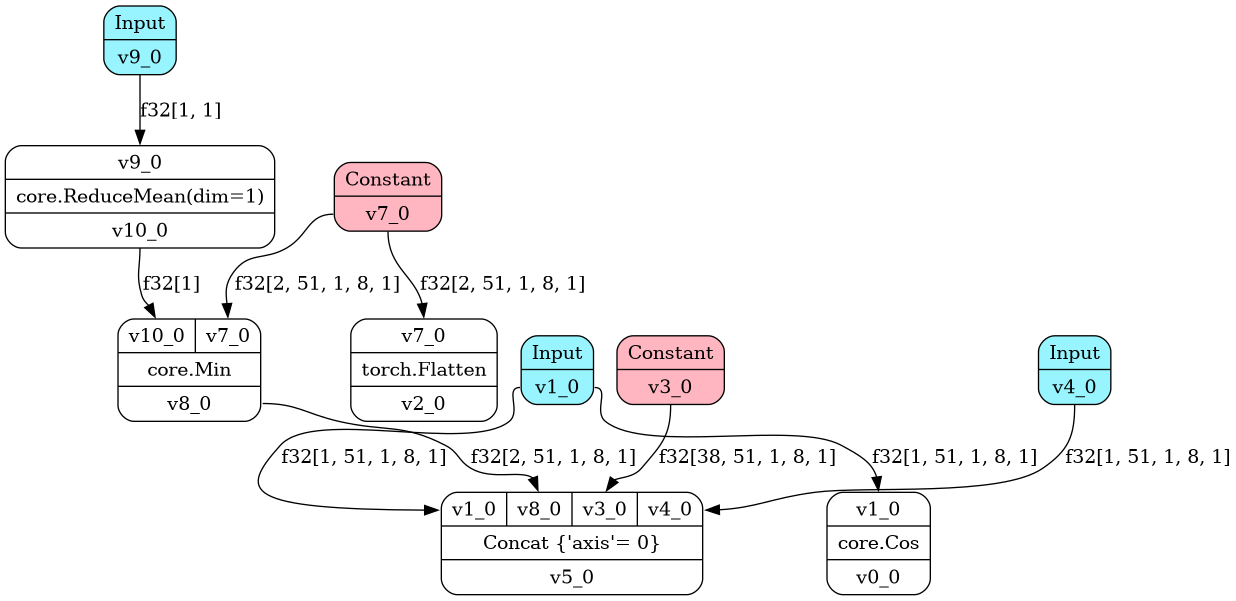 Input
v9_0
f32[1, 1]
v9_0
core.ReduceMean(dim=1)
v10_0
Constant
v7_0
f32[1]
f32[2, 51, 1, 8, 1]
f32[2, 51, 1, 8, 1]
v10_0 v7_0
core.Min
v8_0
v7_0
torch.Flatten
v2_0
Input
v1_0
Constant
v3_0
Input
v4_0
f32[1, 51, 1, 8, 1]
f32[2, 51, 1, 8, 1]
f32[38, 51, 1, 8, 1]
f32[1, 51, 1, 8, 1]
f32[1, 51, 1, 8, 1]
v1_0 v8_0 v3_0 v4_0
Concat {'axis'= 0}
v5_0
v1_0
core.Cos
v0_0